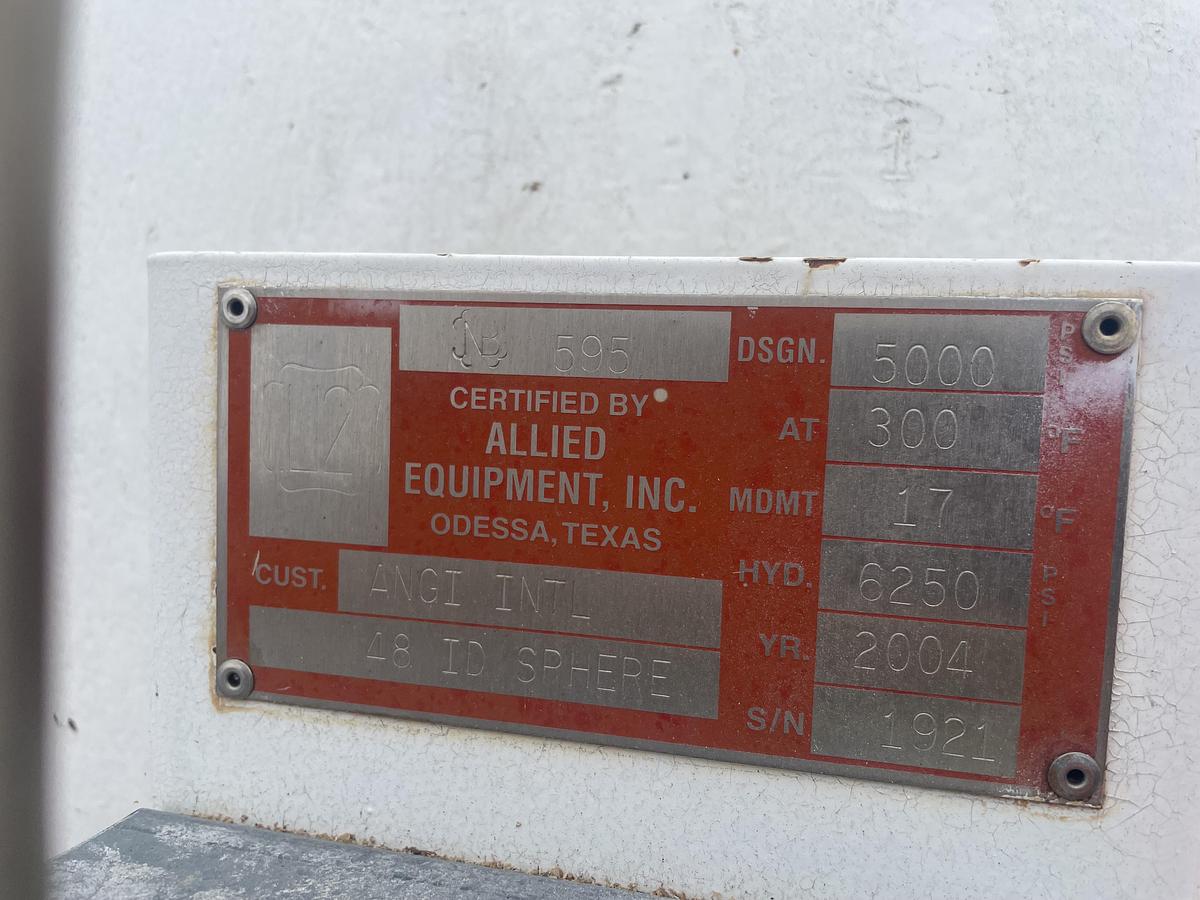 NB 595
U2
CERTIFIED BY
ALLIED
EQUIPMENT, INC.
ODESSA, TEXAS
CUST. ANGI INTL
48 ID SPHERE
DSGN. 5000 PSI
AT 300 °F
MDMT 17 °F
HYD. 6250 PSI
YR. 2004
S/N 1921